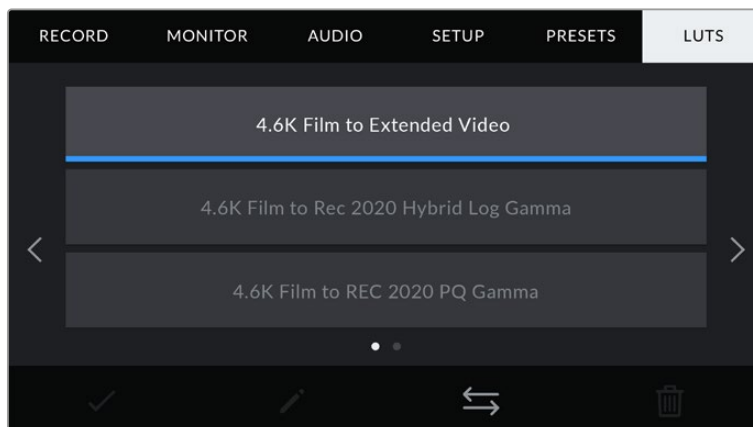 RECORD MONITOR AUDIO SETUP PRESETS LUTS
4.6K Film to Extended Video
4.6K Film to Rec 2020 Hybrid Log Gamma
4.6K Film to REC 2020 PQ Gamma